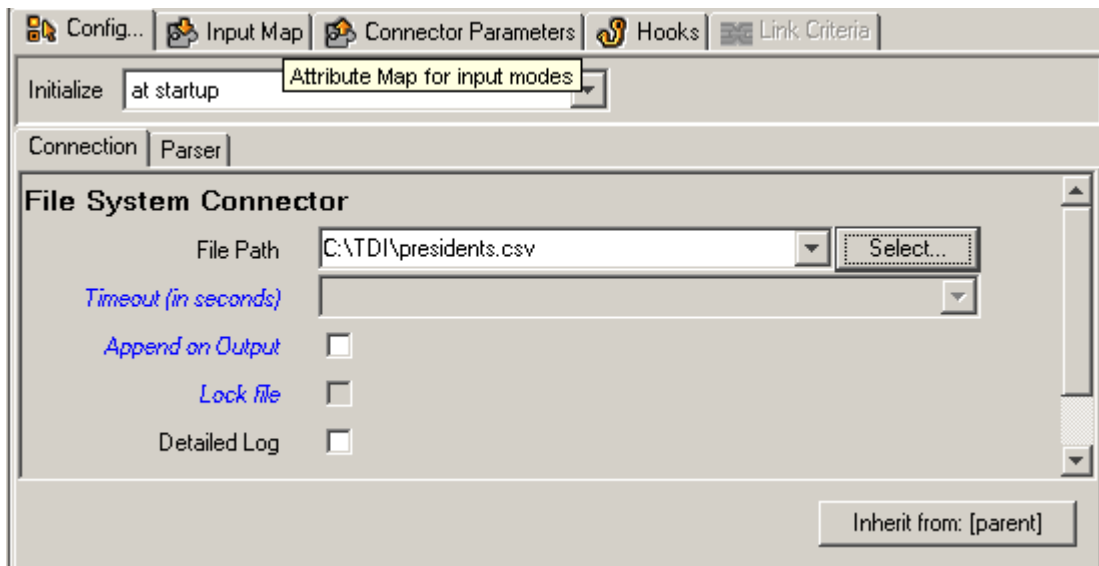 Config... Input Map Connector Parameters Hooks Link Criteria
Attribute Map for input modes
Initialize at startup
Connection Parser
File System Connector
File Path C:\TDI\presidents.csv Select...
Timeout (in seconds)
Append on Output
Lock file
Detailed Log
Inherit from: [parent]